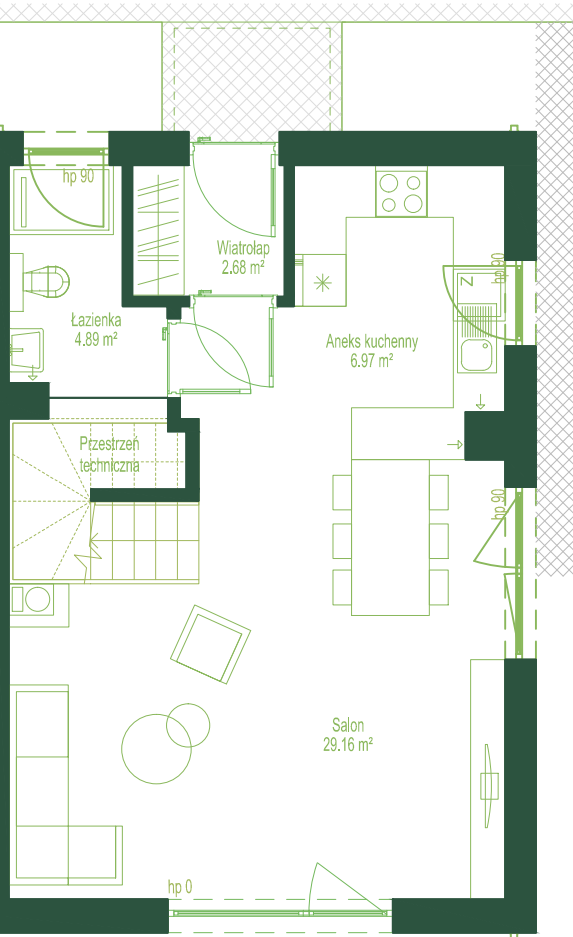 hp 90
Wiatrołap
2.68 m²
hp 90
Z
Łazienka
4.89 m²
Aneks kuchenny
6.97 m²
Przestrzeń
techniczna
hp 90
Salon
29.16 m²
hp 0